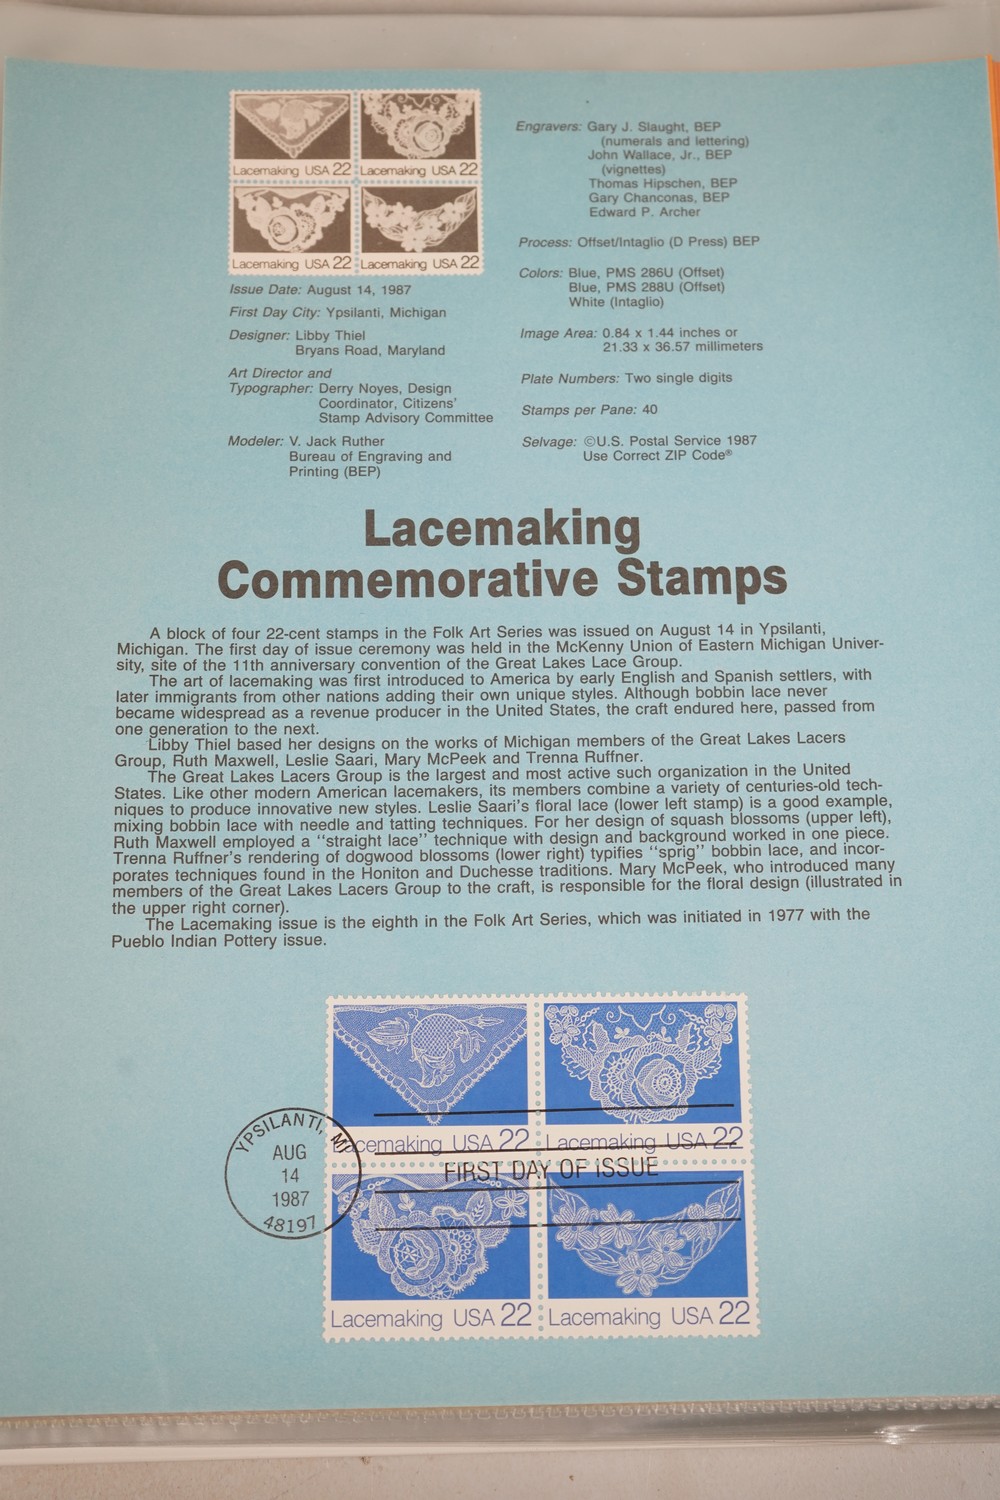 Lacemaking USA 22
Lacemaking USA 22
Lacemaking USA 22
Lacemaking USA 22
Issue Date: August 14, 1987
First Day City: Ypsilanti, Michigan
Designer: Libby Thiel
Bryans Road, Maryland
Art Director and
Typographer: Derry Noyes, Design
Coordinator, Citizens'
Stamp Advisory Committee
Modeler: V. Jack Ruther
Bureau of Engraving and
Printing (BEP)
Engravers: Gary J. Slaught, BEP
(numerals and lettering)
John Wallace, Jr., BEP
(vignettes)
Thomas Hipschen, BEP
Gary Chanconas, BEP
Edward P. Archer
Process: Offset/Intaglio (D Press) BEP
Colors: Blue, PMS 286U (Offset)
Blue, PMS 288U (Offset)
White (Intaglio)
Image Area: 0.84 x 1.44 inches or
21.33 x 36.57 millimeters
Plate Numbers: Two single digits
Stamps per Pane: 40
Selvage: ©U.S. Postal Service 1987
Use Correct ZIP Code®
Lacemaking
Commemorative Stamps
A block of four 22-cent stamps in the Folk Art Series was issued on August 14 in Ypsilanti,
Michigan. The first day of issue ceremony was held in the McKenny Union of Eastern Michigan Univer-
sity, site of the 11th anniversary convention of the Great Lakes Lace Group.
The art of lacemaking was first introduced to America by early English and Spanish settlers, with
later immigrants from other nations adding their own unique styles. Although bobbin lace never
became widespread as a revenue producer in the United States, the craft endured here, passed from
one generation to the next.
Libby Thiel based her designs on the works of Michigan members of the Great Lakes Lacers
Group, Ruth Maxwell, Leslie Saari, Mary McPeek and Trenna Ruffner.
The Great Lakes Lacers Group is the largest and most active such organization in the United
States. Like other modern American lacemakers, its members combine a variety of centuries-old tech-
niques to produce innovative new styles. Leslie Saari's floral lace (lower left stamp) is a good example,
mixing bobbin lace with needle and tatting techniques. For her design of squash blossoms (upper left),
Ruth Maxwell employed a "straight lace" technique with design and background worked in one piece.
Trenna Ruffner's rendering of dogwood blossoms (lower right) typifies "sprig" bobbin lace, and incor-
porates techniques found in the Honiton and Duchesse traditions. Mary McPeek, who introduced many
members of the Great Lakes Lacers Group to the craft, is responsible for the floral design (illustrated in
the upper right corner).
The Lacemaking issue is the eighth in the Folk Art Series, which was initiated in 1977 with the
Pueblo Indian Pottery issue.
Lacemaking USA 22
Lacemaking USA 22
YPSILANTI, MI
AUG
14
1987
48197
FIRST DAY OF ISSUE
Lacemaking USA 22
Lacemaking USA 22